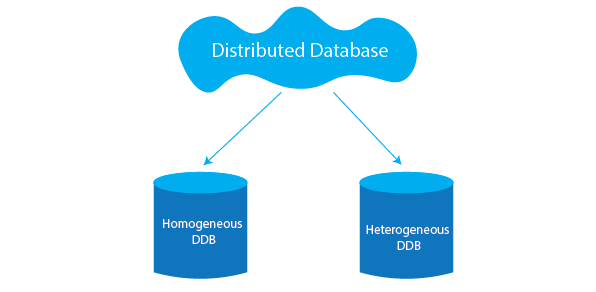 Distributed Database
Homogeneous
DDB
Heterogeneous
DDB